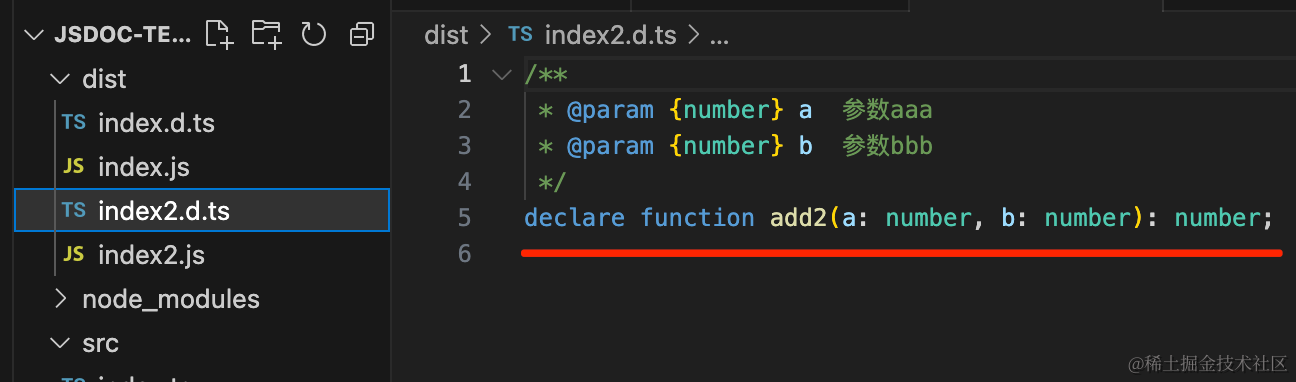 JSDOC-TE...
dist
TS index.d.ts
JS index.js
TS index2.d.ts
JS index2.js
node_modules
src
TS
dist > TS index2.d.ts > ...
1 /**
2 * @param {number} a 参数aaa
3 * @param {number} b 参数bbb
4 */
5 declare function add2(a: number, b: number): number;
6
@稀土掘金技术社区